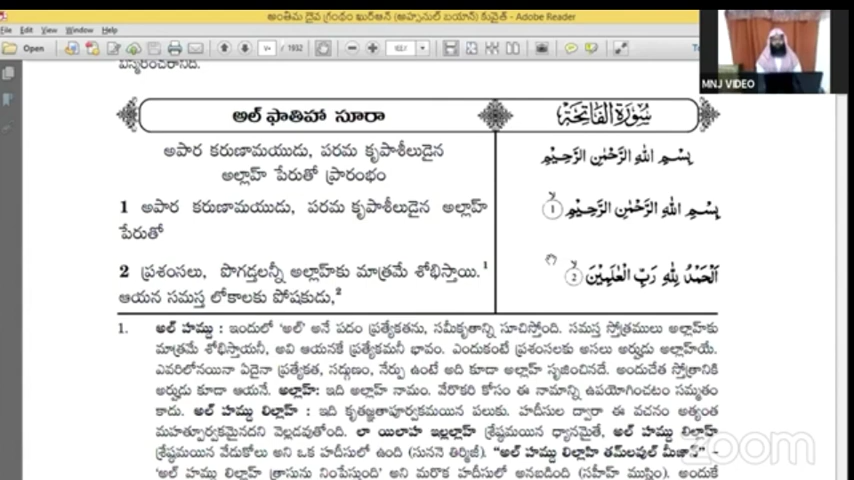 అంతిమ దైవ గ్రంథం ఖుర్ఆన్ (అహ్సనుల్ బయాన్) కువైత్ - Adobe Reader
File Edit View Window Help
Open / 1932
MNJ VIDEO
విస్మరించరానిది.
అల్ ఫాతిహా సూరా سُوْرَةُ الْفَاتِحَةِ
అపార కరుణామయుడు, పరమ కృపాశీలుడైన
అల్లాహ్ పేరుతో ప్రారంభం
بِسْمِ اللهِ الرَّحْمٰنِ الرَّحِيْمِ
1 అపార కరుణామయుడు, పరమ కృపాశీలుడైన అల్లాహ్
పేరుతో
بِسْمِ اللهِ الرَّحْمٰنِ الرَّحِيْمِ ۙ 1
2 ప్రశంసలు, పొగడ్తలన్నీ అల్లాహ్‌కు మాత్రమే శోభిస్తాయి.1
ఆయన సమస్త లోకాలకు పోషకుడు,2
اَلْحَمْدُ لِلّٰهِ رَبِّ الْعٰلَمِيْنَ ۙ 2
1. అల్ హమ్దు : ఇందులో 'అల్' అనే పదం ప్రత్యేకతను, సమీకృతాన్ని సూచిస్తోంది. సమస్త స్తోత్రములు అల్లాహ్‌కు
మాత్రమే శోభిస్తాయనీ, అవి ఆయనకే ప్రత్యేకమనీ భావం. ఎందుకంటే ప్రశంసలకు అసలు అర్హుడు అల్లాహ్‌యే.
ఎవరిలోనయినా ఏదైనా ప్రత్యేకత, సద్గుణం, నేర్పు ఉంటే అది కూడా అల్లాహ్ సృజించినదే. అందుచేత స్తోత్రానికి
అర్హుడు కూడా ఆయనే. అల్లాహ్: ఇది అల్లాహ్ నామం. వేరొకరి కోసం ఈ నామాన్ని ఉపయోగించటం సమ్మతం
కాదు. అల్ హమ్దు లిల్లాహ్ : ఇది కృతజ్ఞతాపూర్వకమయిన పలుకు. హదీసుల ద్వారా ఈ వచనం అత్యంత
మహత్పూర్వకమైనదని వెల్లడవుతోంది. లా యిలాహ ఇల్లల్లాహ్ శ్రేష్ఠమయిన ధ్యానమైతే, అల్ హమ్దు లిల్లాహ్
శ్రేష్ఠమయిన వేడుకోలు అని ఒక హదీసులో ఉంది (సుననె తిర్మిజీ). "అల్ హమ్దు లిల్లాహి తమ్‌లవుల్ మీజాన్" -
'అల్ హమ్దు లిల్లాహ్ త్రాసును నింపేస్తుంది' అని మరొక హదీసులో అనబడింది (సహీహ్ ముస్లిం). అందుకే
zoom